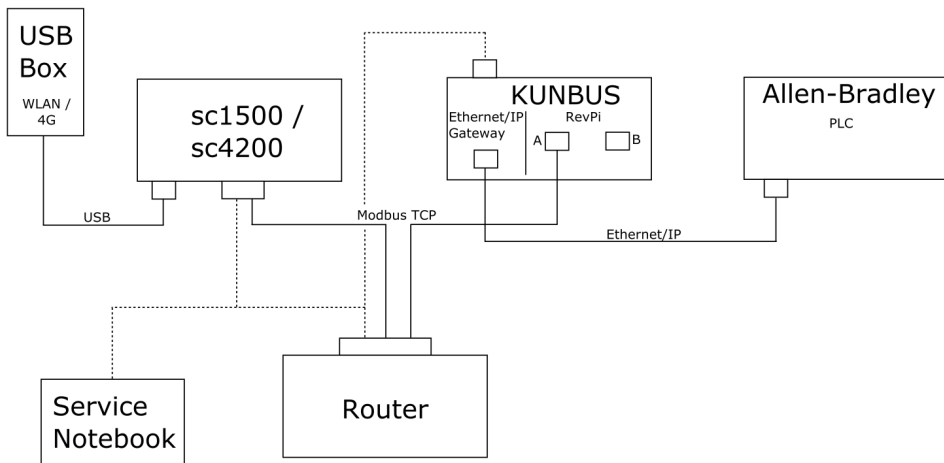 USB
Box
WLAN /
4G
sc1500 /
sc4200
KUNBUS
Ethernet/IP
Gateway
RevPi
A
B
Allen-Bradley
PLC
USB
Modbus TCP
Ethernet/IP
Service
Notebook
Router